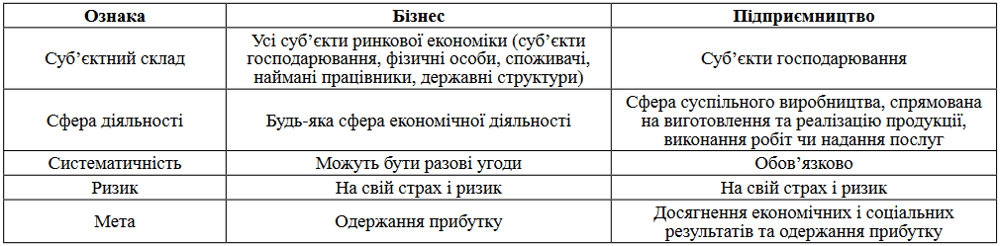 Ознака Бізнес Підприємництво
Суб’єктний склад
Усі суб’єкти ринкової економіки (суб’єкти
господарювання, фізичні особи, споживачі,
наймані працівники, державні структури)
Суб’єкти господарювання
Сфера діяльності
Будь-яка сфера економічної діяльності
Сфера суспільного виробництва, спрямована
на виготовлення та реалізацію продукції,
виконання робіт чи надання послуг
Систематичність Можуть бути разові угоди Обов’язково
Ризик На свій страх і ризик На свій страх і ризик
Мета
Одержання прибутку
Досягнення економічних і соціальних
результатів та одержання прибутку